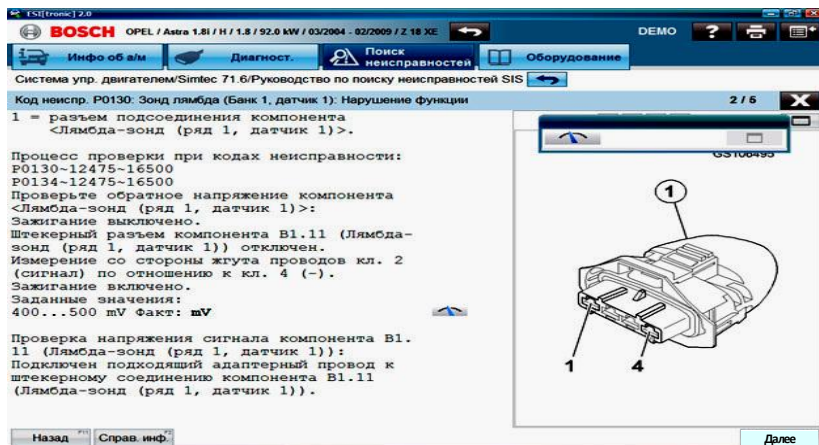 ESI[tronic] 2.0
BOSCH OPEL / Astra 1.8i / H / 1.8 / 92.0 kW / 03/2004 - 02/2009 / Z 18 XE DEMO ?
Инфо об а/м Диагност. Поиск неисправностей Оборудование
Система упр. двигателем/Simtec 71.6/Руководство по поиску неисправностей SIS
Код неиспр. P0130: Зонд лямбда (Банк 1, датчик 1): Нарушение функции 2 / 5 X
1 = разъем подсоединения компонента
<Лямбда-зонд (ряд 1, датчик 1)>.
Процесс проверки при кодах неисправности:
P0130~12475~16500
P0134~12475~16500
Проверьте обратное напряжение компонента
<Лямбда-зонд (ряд 1, датчик 1)>:
Зажигание выключено.
Штекерный разъем компонента B1.11 (Лямбда-
зонд (ряд 1, датчик 1)) отключен.
Измерение со стороны жгута проводов кл. 2
(сигнал) по отношению к кл. 4 (-).
Зажигание включено.
Заданные значения:
400...500 mV Факт: mV
Проверка напряжения сигнала компонента B1.
11 (Лямбда-зонд (ряд 1, датчик 1)):
Подключен подходящий адаптерный провод к
штекерному соединению компонента B1.11
(Лямбда-зонд (ряд 1, датчик 1)).
GS106495
1
1 4
Назад F11 Справ. инф. F2 Далее